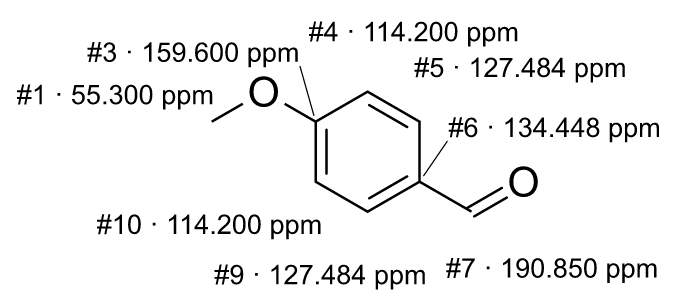 #4 · 114.200 ppm
#3 · 159.600 ppm
#5 · 127.484 ppm
#1 · 55.300 ppm
O
#6 · 134.448 ppm
O
#10 · 114.200 ppm
#9 · 127.484 ppm
#7 · 190.850 ppm